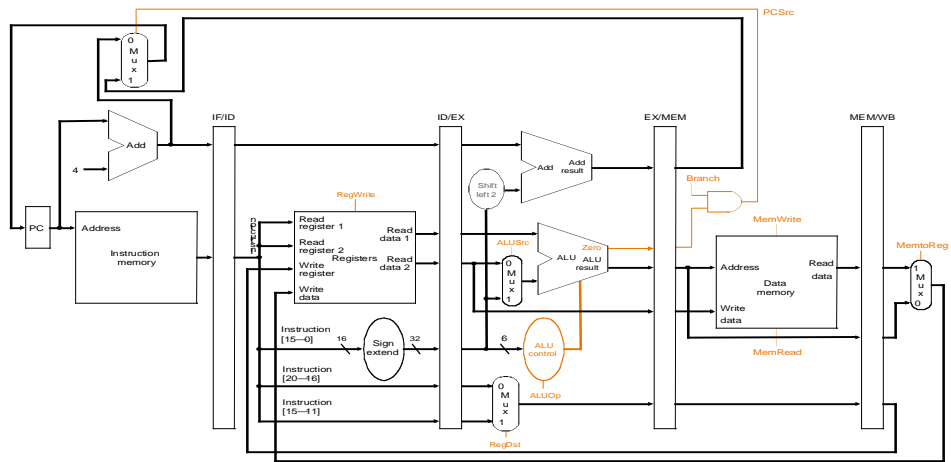 PCSrc
0
M
u
x
1
IF/ID
ID/EX
EX/MEM
MEM/WB
Add
4
Add
Add
result
Shift
left 2
Branch
RegWrite
MemWrite
PC
Address
Instruction
memory
Read
register 1
Read
register 2
Write
register
Write
data
Registers
Read
data 1
Read
data 2
ALUSrc
0
M
u
x
1
Zero
ALU
ALU
result
Address
Read
data
Data
memory
Write
data
MemtoReg
1
M
u
x
0
Instruction
[15—0]
16
Sign
extend
32
6
ALU
control
MemRead
Instruction
[20—16]
ALUOp
Instruction
[15—11]
0
M
u
x
1
RegDst